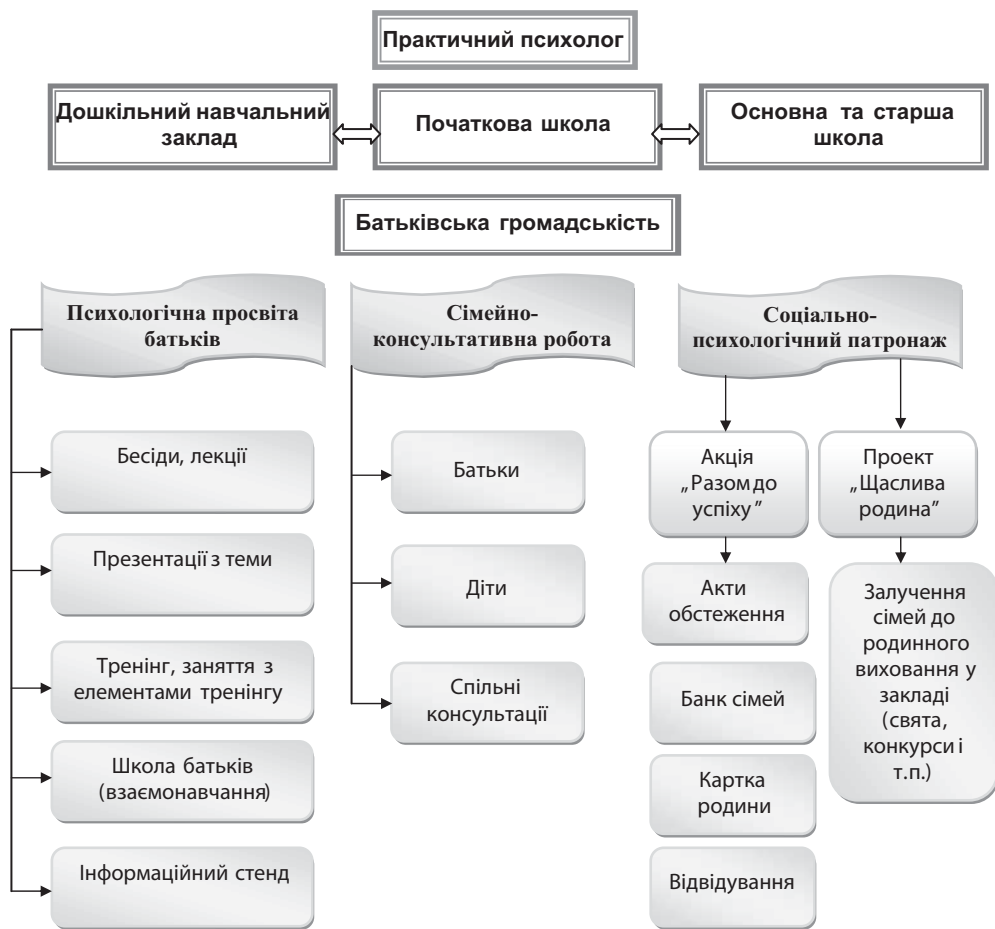 Практичний психолог
Дошкільний навчальний
заклад
Початкова школа
Основна та старша
школа
Батьківська громадськість
Психологічна просвіта
батьків
Бесіди, лекції
Презентації з теми
Тренінг, заняття з
елементами тренінгу
Школа батьків
(взаємонавчання)
Інформаційний стенд
Сімейно-
консультативна робота
Батьки
Діти
Спільні
консультації
Соціально-
психологічний патронаж
Акція
„Разом до
успіху”
Акти
обстеження
Банк сімей
Картка
родини
Відвідування
Проект
„Щаслива
родина”
Залучення
сімей до
родинного
виховання у
закладі
(свята,
конкурси і
т.п.)